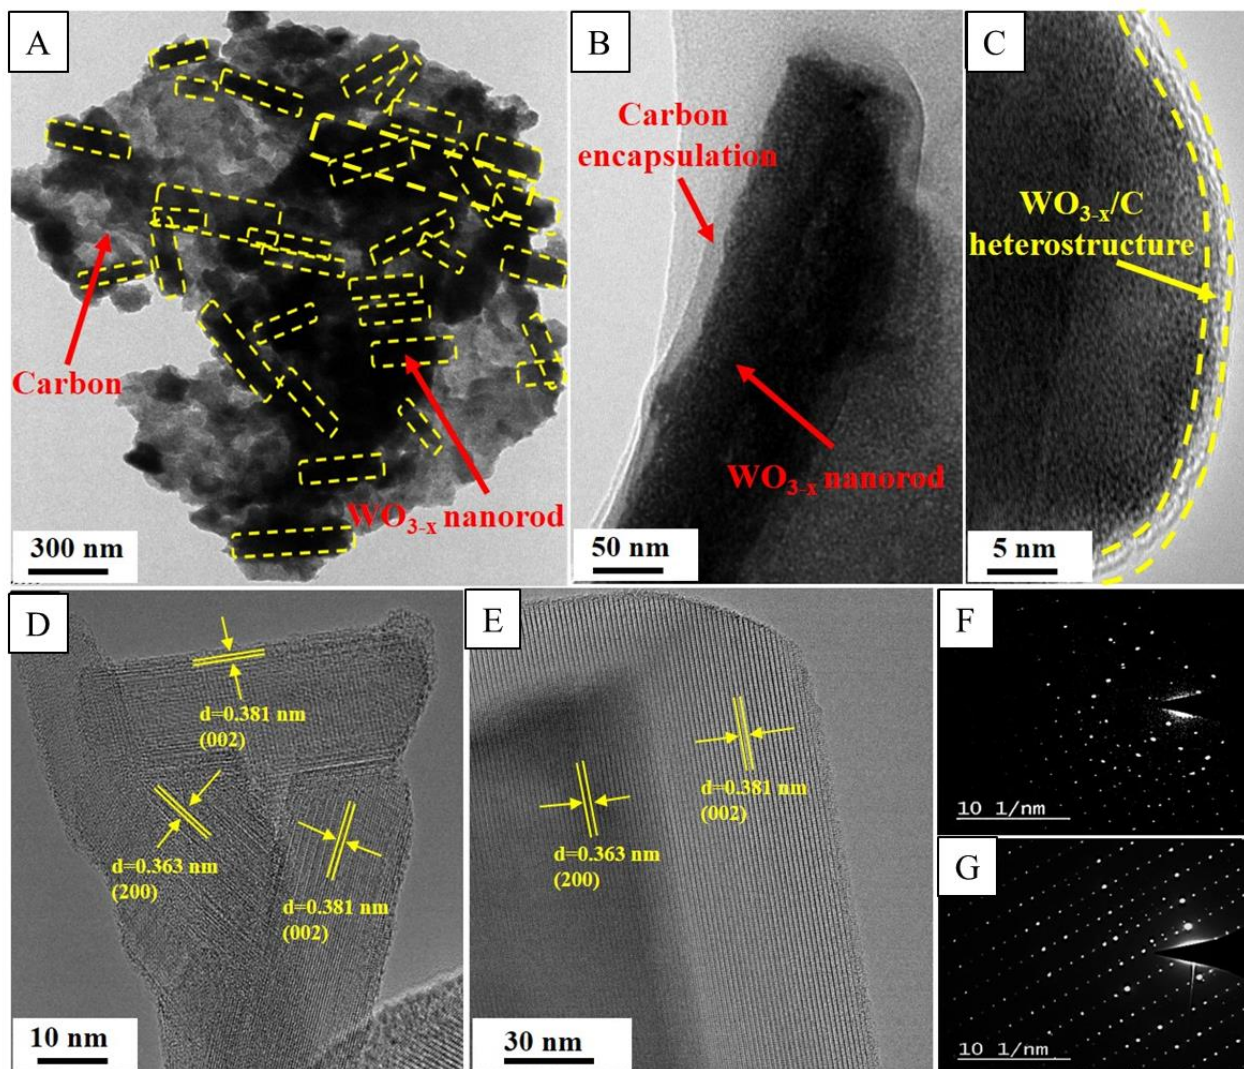 A
Carbon
WO3-x nanorod
300 nm
B
Carbon
encapsulation
WO3-x nanorod
50 nm
C
WO3-x/C
heterostructure
5 nm
D
d=0.381 nm
(002)
d=0.363 nm
(200)
d=0.381 nm
(002)
10 nm
E
d=0.381 nm
(002)
d=0.363 nm
(200)
30 nm
F
10 1/nm
G
10 1/nm